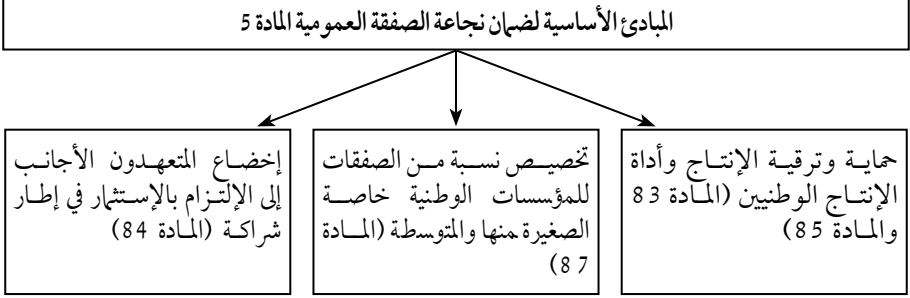 المبادئ الأساسية لضمان نجاعة الصفقة العمومية المادة 5
حماية وترقية الإنتاج وأداة
الإنتاج الوطنيين (المادة 83
والمادة 85)
تخصيص نسبة من الصفقات
للمؤسسات الوطنية خاصة
الصغيرة منها والمتوسطة (المادة
87)
إخضاع المتعهدون الأجانب
إلى الإلتزام بالإستثمار في إطار
شراكة (المادة 84)